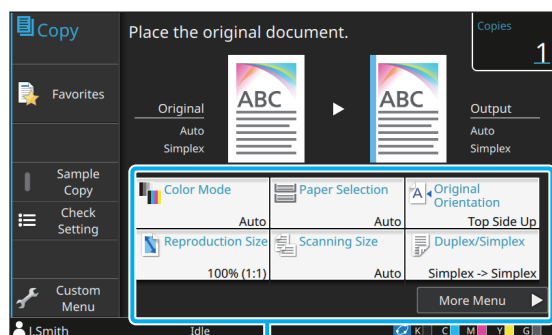 Copy
Place the original document.
Copies
1
Favorites
Original
ABC
ABC
Output
Auto
Auto
Simplex
Simplex
Sample
Copy
Check
Setting
Custom
Menu
Color Mode
Auto
Paper Selection
Auto
Original
Orientation
Top Side Up
Reproduction Size
100% (1:1)
Scanning Size
Auto
Duplex/Simplex
Simplex -> Simplex
More Menu
J.Smith
Idle
K C M Y G